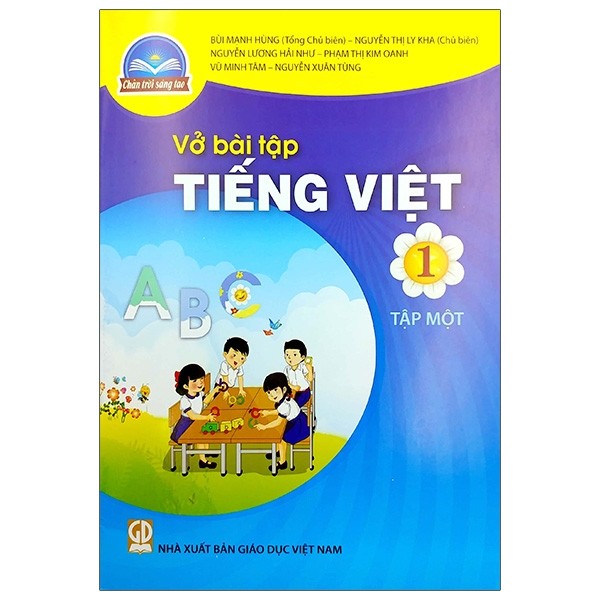 BÙI MẠNH HÙNG (Tổng Chủ biên) – NGUYỄN THỊ LY KHA (Chủ biên)
NGUYỄN LƯƠNG HẢI NHƯ – PHẠM THỊ KIM OANH
VŨ MINH TÂM – NGUYỄN XUÂN TÙNG
Chân trời sáng tạo
Vở bài tập
TIẾNG VIỆT
1
TẬP MỘT
A B C
GD
NHÀ XUẤT BẢN GIÁO DỤC VIỆT NAM